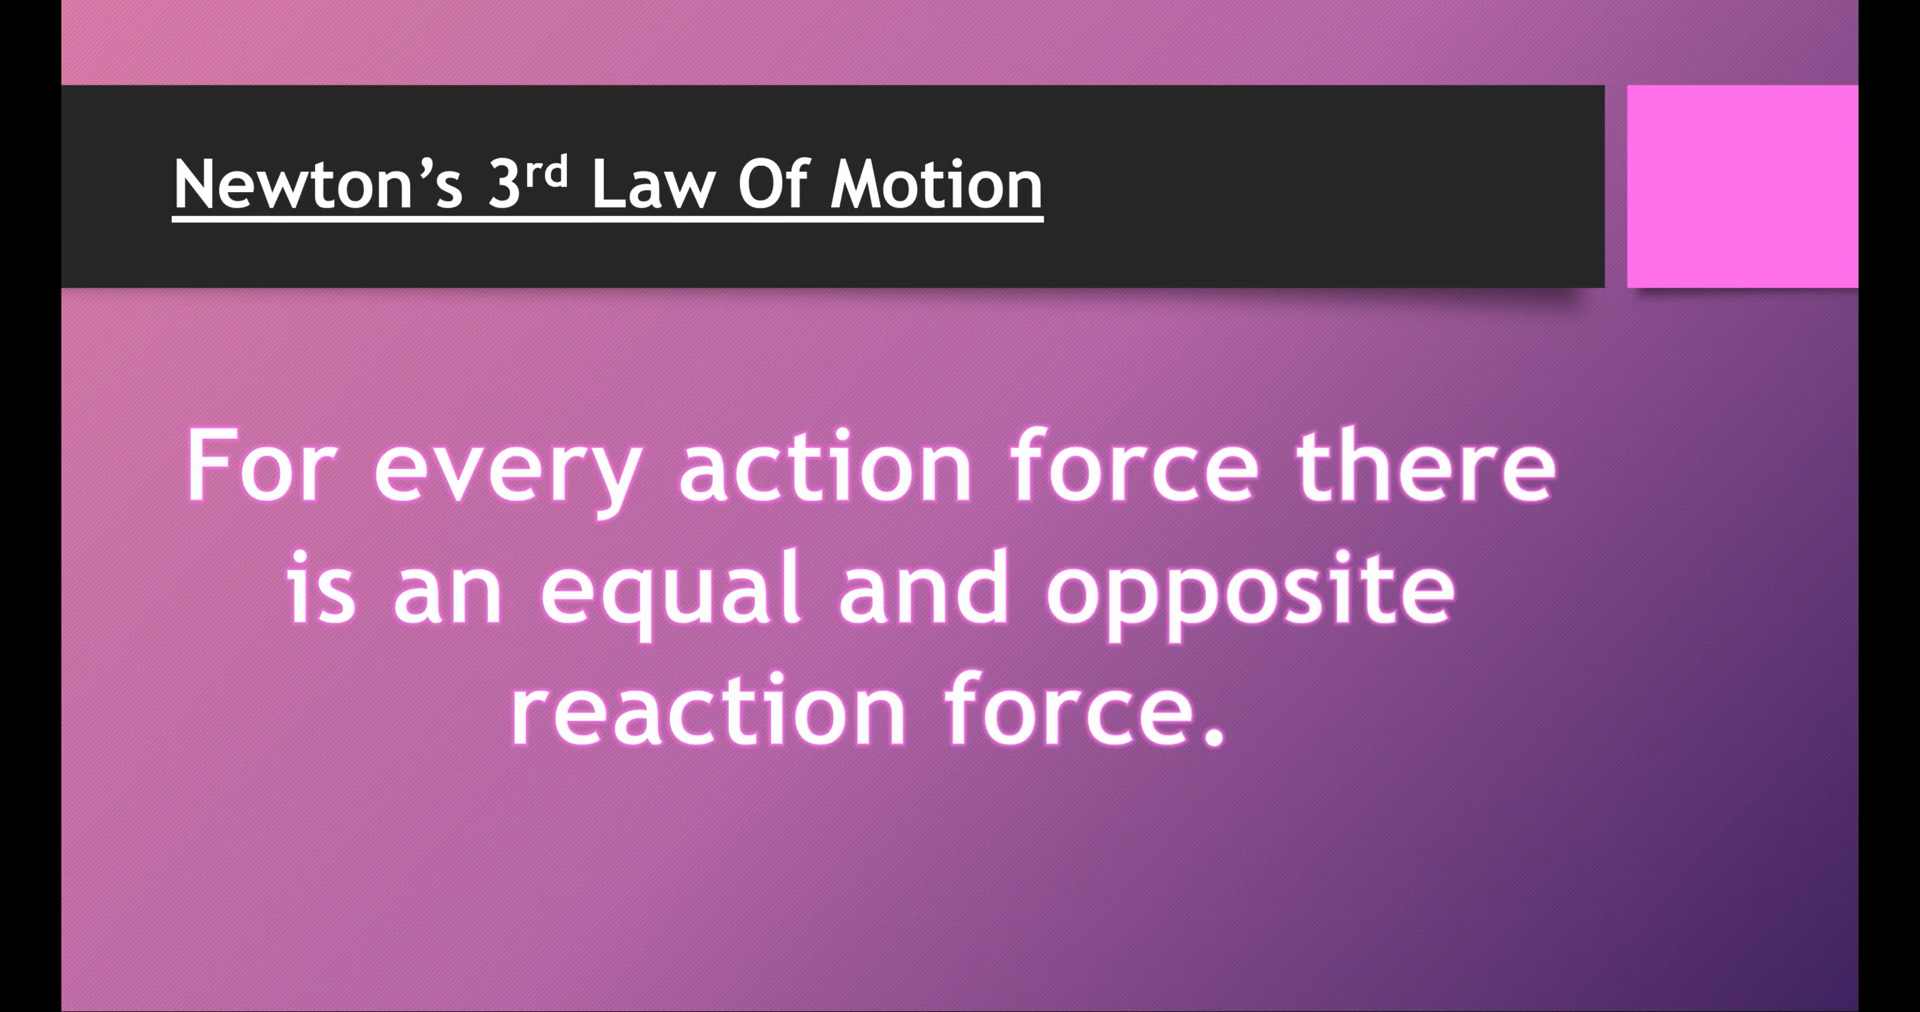 Newton’s 3rd Law Of Motion
For every action force there
is an equal and opposite
reaction force.